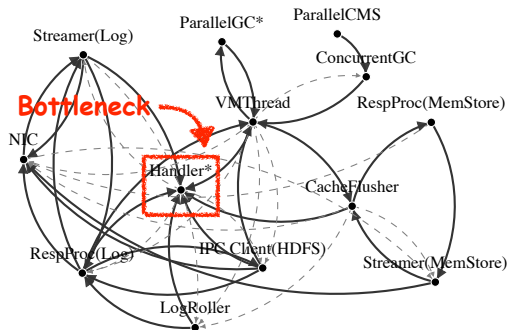 ParallelCMS
ParallelGC*
Streamer(Log)
ConcurrentGC
Bottleneck
VMThread
RespProc(MemStore)
NIC
Handler*
CacheFlusher
RespProc(Log)
IPC Client(HDFS)
Streamer(MemStore)
LogRoller